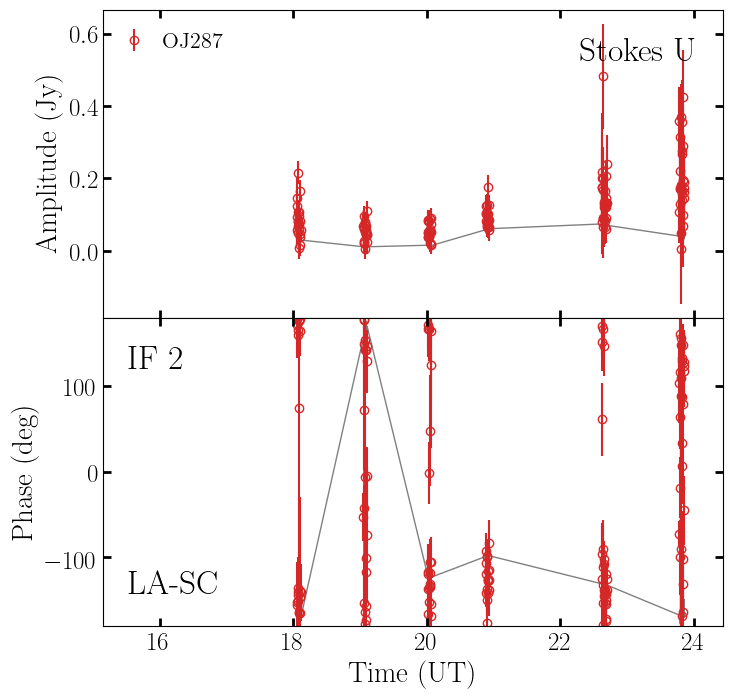 OJ287
Stokes U
Amplitude (Jy)
0.6
0.4
0.2
0.0
IF 2
LA-SC
Phase (deg)
100
0
−100
16 18 20 22 24
Time (UT)